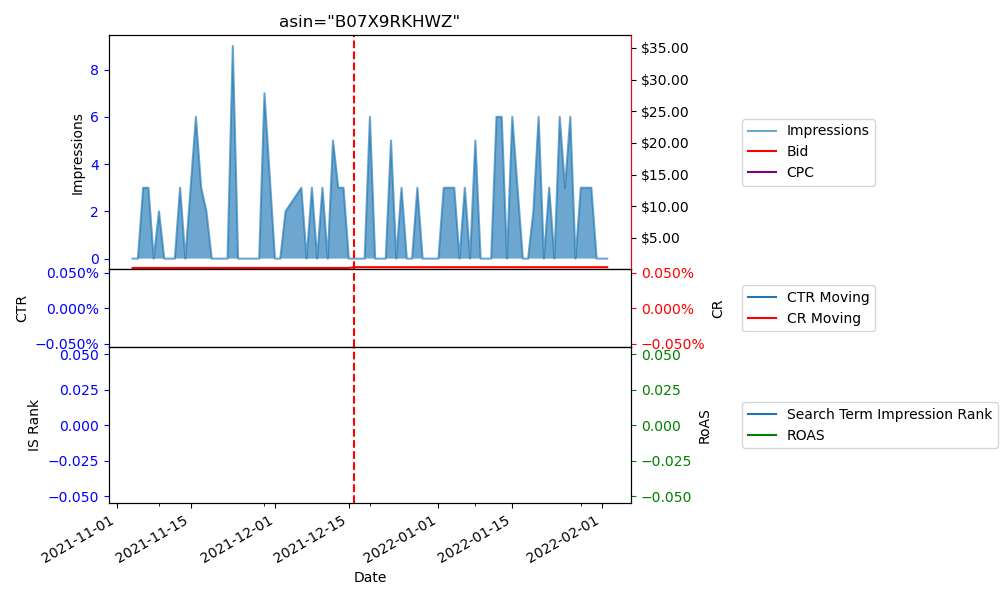 asin="B07X9RKHWZ"
Impressions
8
6
4
2
0
$35.00
$30.00
$25.00
$20.00
$15.00
$10.00
$5.00
Impressions
Bid
CPC
CTR
0.050%
0.000%
−0.050%
0.050%
0.000%
−0.050%
CR
CTR Moving
CR Moving
IS Rank
0.050
0.025
0.000
−0.025
−0.050
0.050
0.025
0.000
−0.025
−0.050
RoAS
Search Term Impression Rank
ROAS
2021-11-01
2021-11-15
2021-12-01
2021-12-15
2022-01-01
2022-01-15
2022-02-01
Date